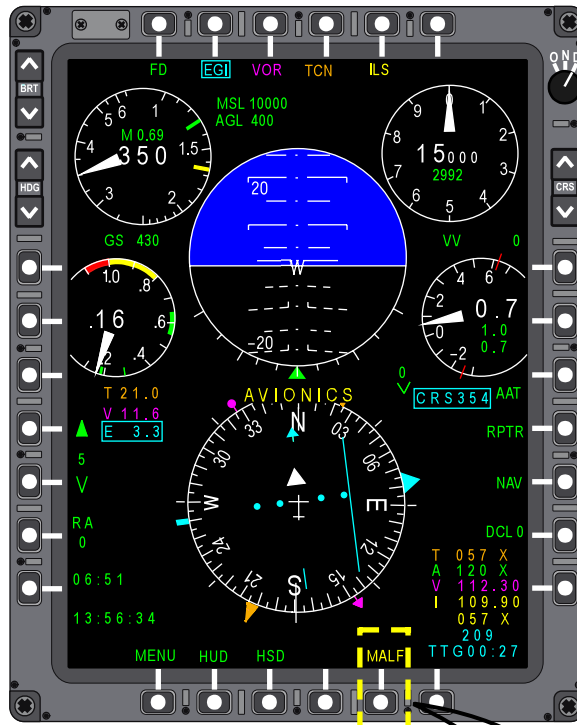 FD EGI VOR TCN ILS
O N D
BRT
HDG
CRS
MSL 10000
AGL 400
5 6 1 1.5 2 3 4
M 0.69
350
0 1 2 3 4 5 6 7 8 9
15000
2992
GS 430
VV 0
20
W
-20
1.0 .8 .6 .4 .2
.16
6 4 2 0 -2
0.7
1.0
0.7
0
T 21.0
V 11.6
E 3.3
AVIONICS
CRS354
AAT
RPTR
NAV
DCL 0
5
RA
0
06:51
13:56:34
N 03 06 E 12 15 S 21 24 W 30 33
T 057 X
A 120 X
V 112.30
I 109.90
057 X
209
TTG00:27
MENU HUD HSD MALF